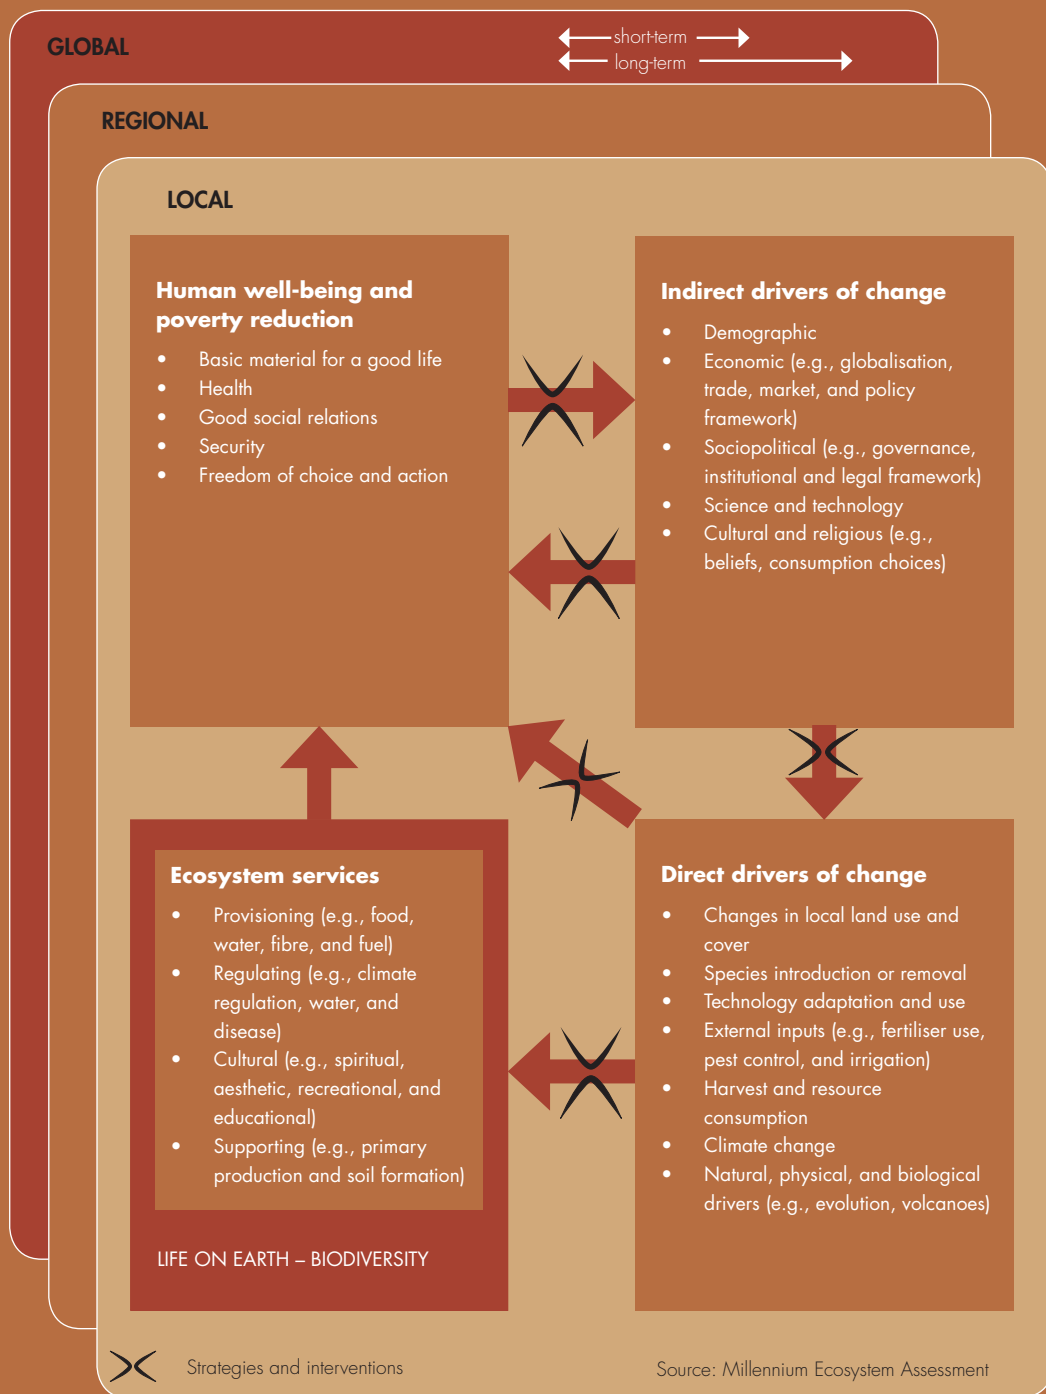 GLOBAL
short-term
long-term
REGIONAL
LOCAL
Human well-being and
poverty reduction
• Basic material for a good life
• Health
• Good social relations
• Security
• Freedom of choice and action
Indirect drivers of change
• Demographic
• Economic (e.g., globalisation,
trade, market, and policy
framework)
• Sociopolitical (e.g., governance,
institutional and legal framework)
• Science and technology
• Cultural and religious (e.g.,
beliefs, consumption choices)
Ecosystem services
• Provisioning (e.g., food,
water, fibre, and fuel)
• Regulating (e.g., climate
regulation, water, and
disease)
• Cultural (e.g., spiritual,
aesthetic, recreational, and
educational)
• Supporting (e.g., primary
production and soil formation)
LIFE ON EARTH – BIODIVERSITY
Direct drivers of change
• Changes in local land use and
cover
• Species introduction or removal
• Technology adaptation and use
• External inputs (e.g., fertiliser use,
pest control, and irrigation)
• Harvest and resource
consumption
• Climate change
• Natural, physical, and biological
drivers (e.g., evolution, volcanoes)
Strategies and interventions
Source: Millennium Ecosystem Assessment